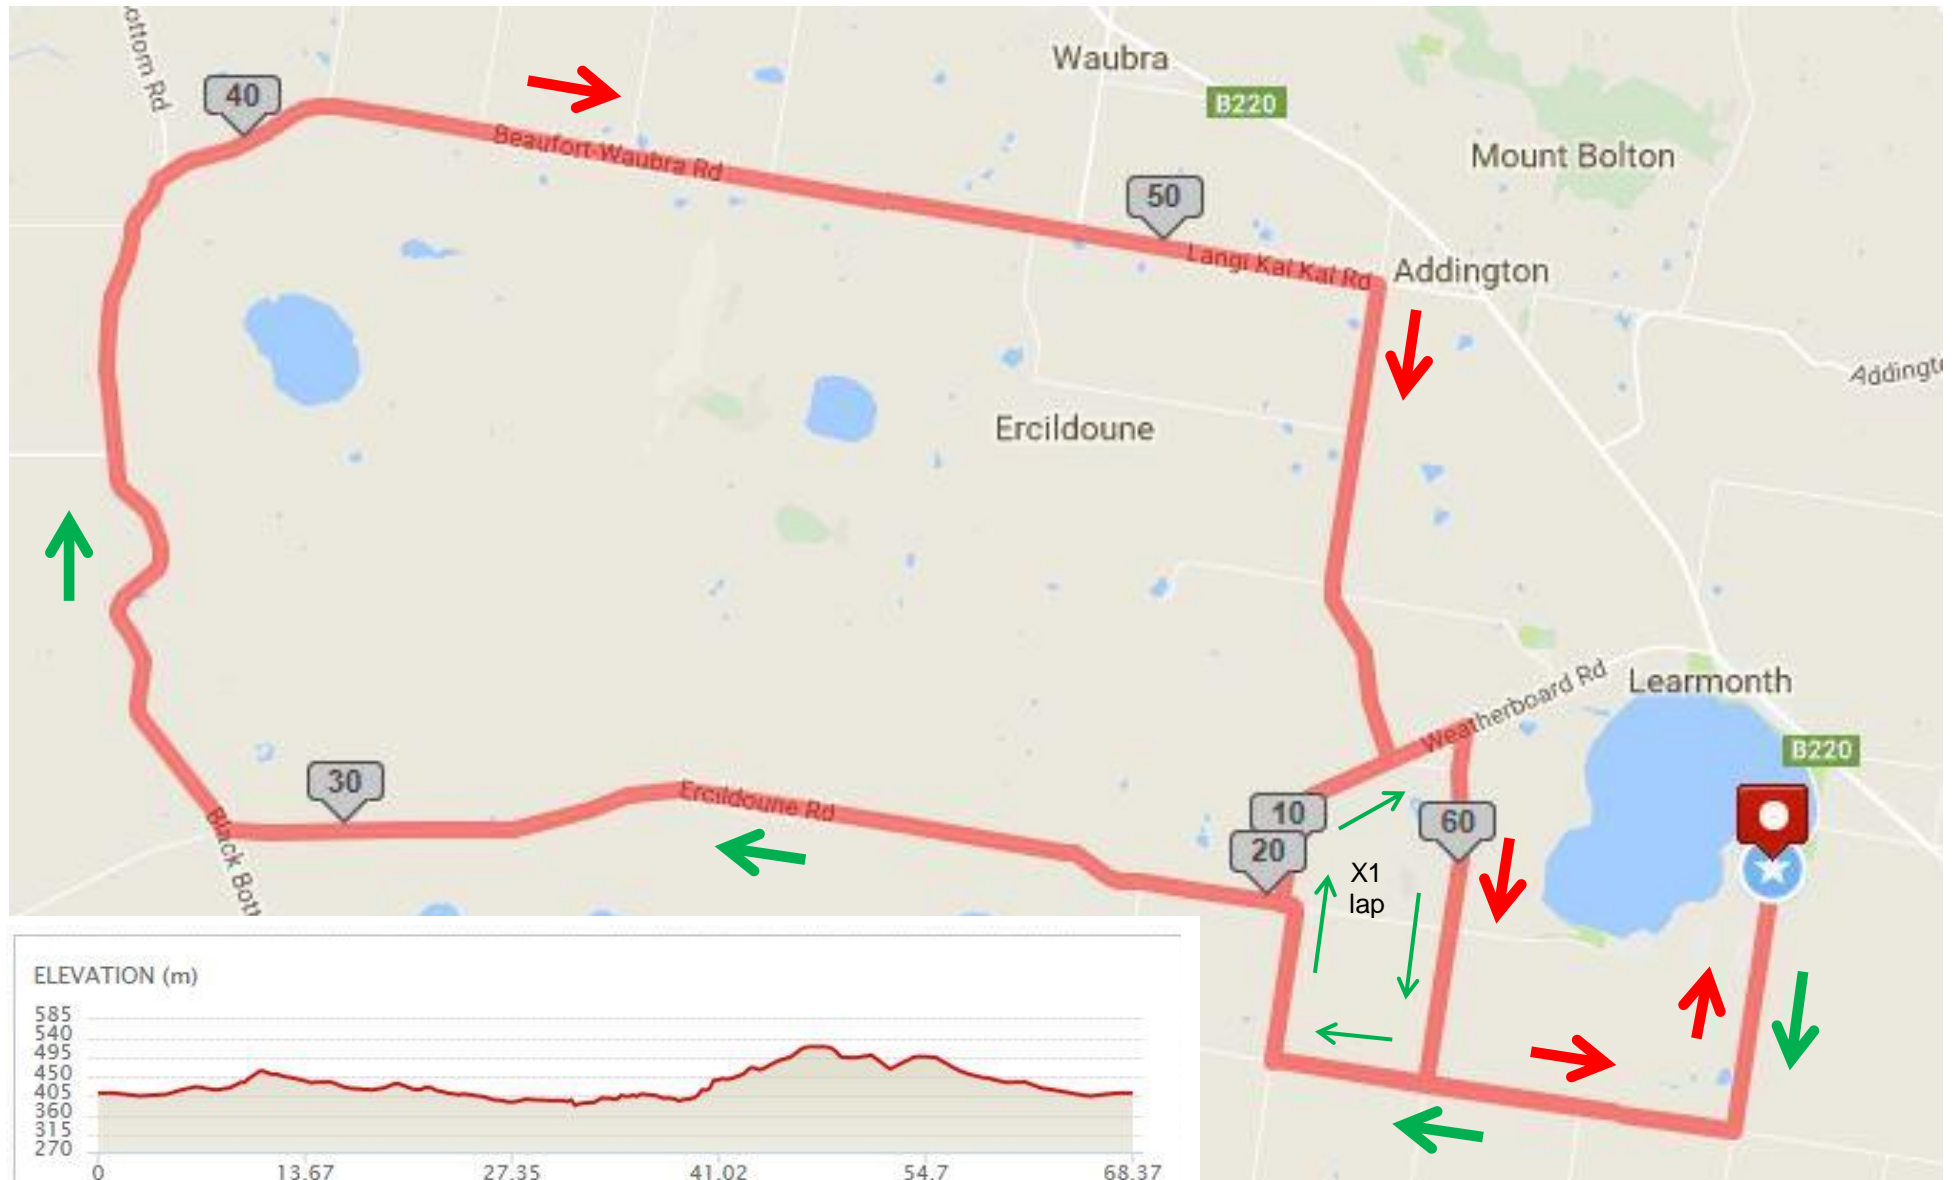 ottom Rd
Waubra
40
B220
Beaufort-Waubra Rd
Mount Bolton
50
Langi Kal Kal Rd
Addington
Addingt
Ercildoune
Weatherboard Rd
Learmonth
B220
30
Ercildoune Rd
10
60
20
Black Bott
X1
lap
ELEVATION (m)
585
540
495
450
405
360
315
270
0
13.67
27.35
41.02
54.7
68.37